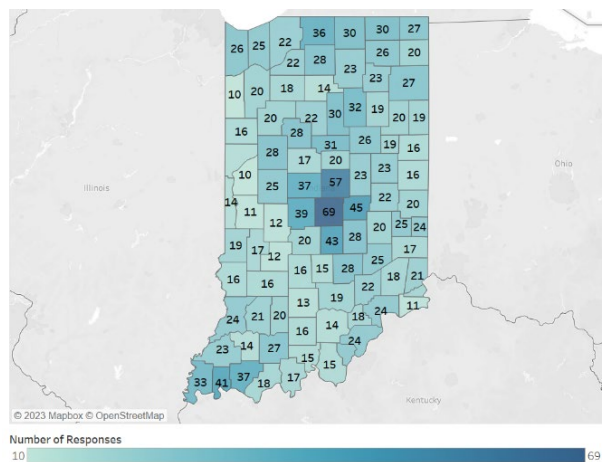 36 30 30 27
26 25 22
26 20
22 28
23 23
27
10 20 18 14
32
30 19 20 19
20 22
16 28
31 26 19 16
28 17 20
10 25 37 57 23 23 16
14 11 39 69 45 22 20
12
20 43 28 20 25 24
19 17 12 17
16 15 28 25 18 21
16 16 22
13 19 24 11
24 21 20 18
16 14
23 14 27 24
15
33 41 37 18 17 15
Illinois
Ohio
Kentucky
© 2023 Mapbox © OpenStreetMap
Number of Responses
10 69